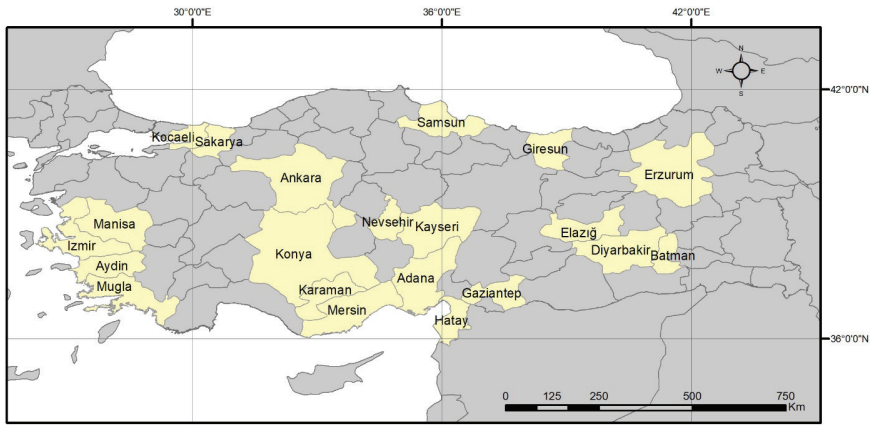 30°0'0"E 36°0'0"E 42°0'0"E
N
W E
S
42°0'0"N
Samsun
Kocaeli
Sakarya
Giresun
Ankara
Erzurum
Manisa
Nevsehir
Kayseri
Elazığ
Izmir
Konya
Diyarbakir
Batman
Aydin
Adana
Mugla
Karaman
Gaziantep
Mersin
Hatay
36°0'0"N
0 125 250 500 750
Km